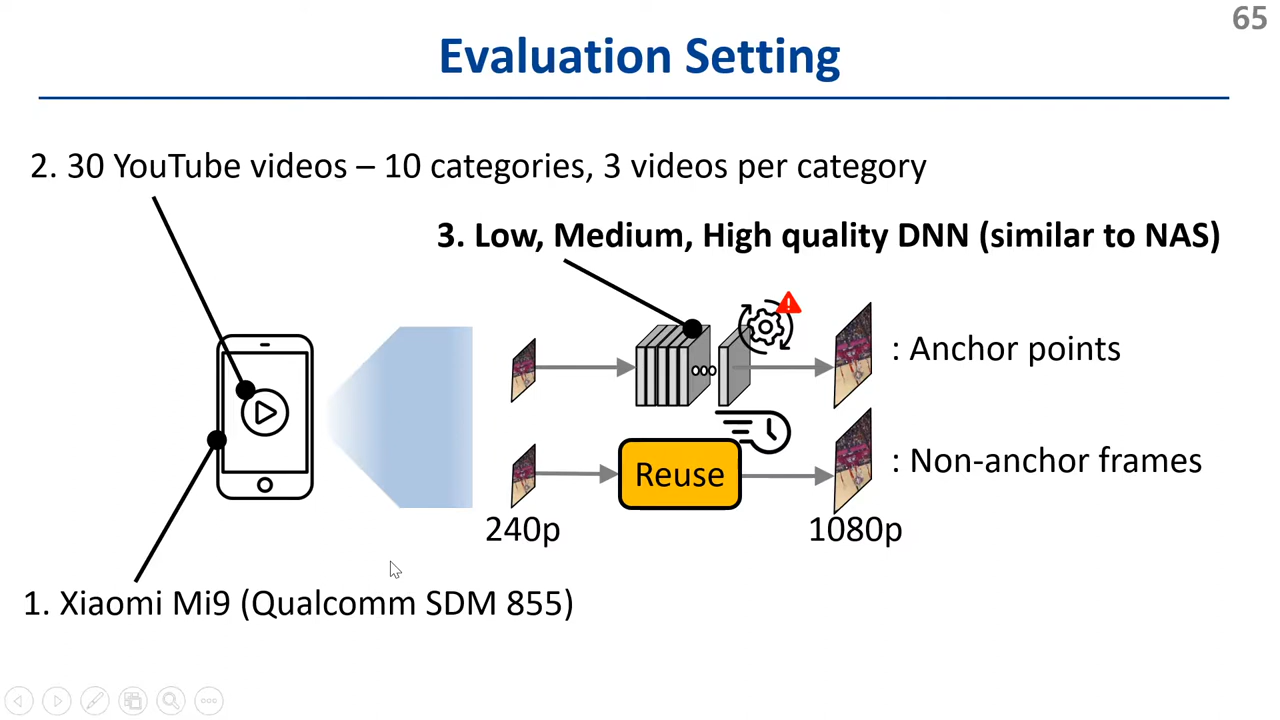 65
Evaluation Setting
2. 30 YouTube videos – 10 categories, 3 videos per category
3. Low, Medium, High quality DNN (similar to NAS)
: Anchor points
Reuse
: Non-anchor frames
240p
1080p
1. Xiaomi Mi9 (Qualcomm SDM 855)